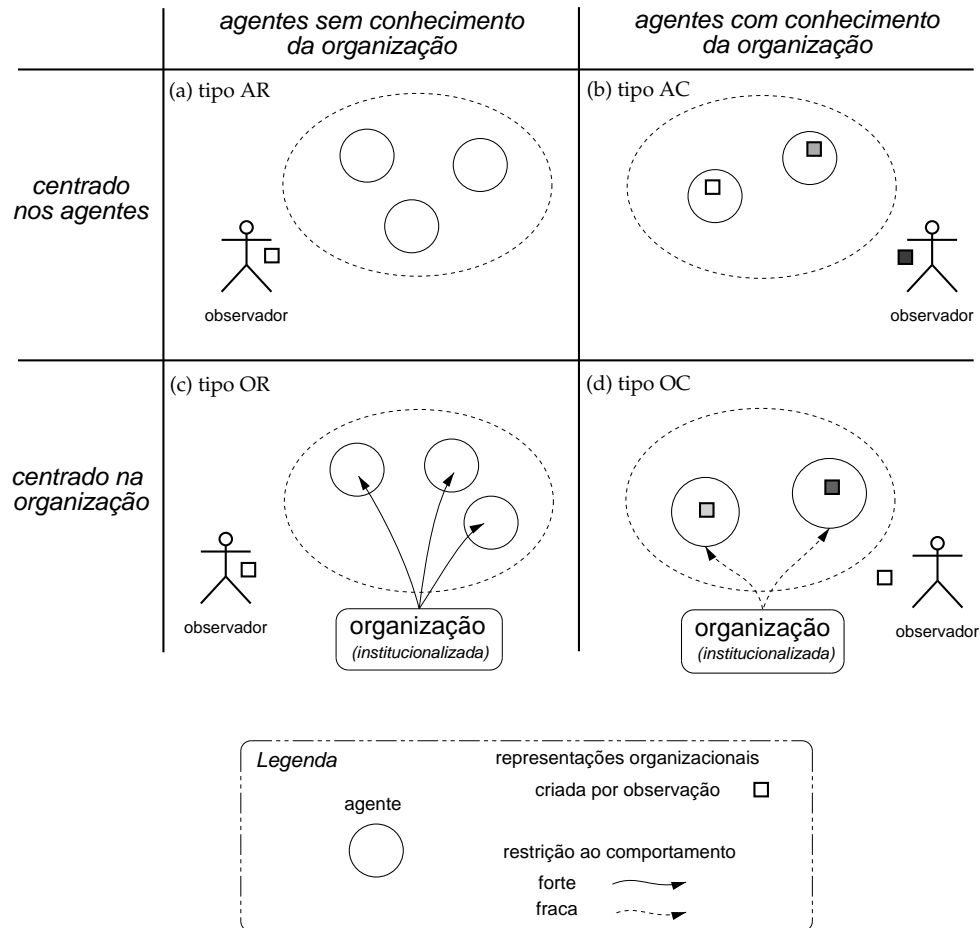 agentes sem conhecimento
da organização
agentes com conhecimento
da organização
centrado
nos agentes
(a) tipo AR
observador
(b) tipo AC
observador
centrado na
organização
(c) tipo OR
observador
organização
(institucionalizada)
(d) tipo OC
observador
organização
(institucionalizada)
Legenda
agente
representações organizacionais
criada por observação
restrição ao comportamento
forte
fraca